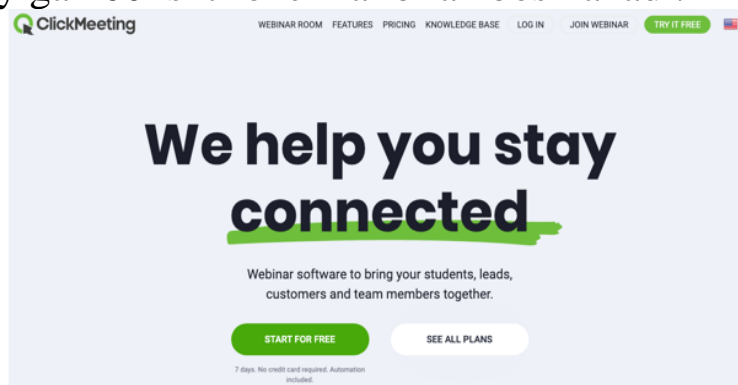 ClickMeeting
WEBINAR ROOM FEATURES PRICING KNOWLEDGE BASE LOG IN JOIN WEBINAR TRY IT FREE
We help you stay
connected
Webinar software to bring your students, leads,
customers and team members together.
START FOR FREE SEE ALL PLANS
7 days. No credit card required. Automation
included.